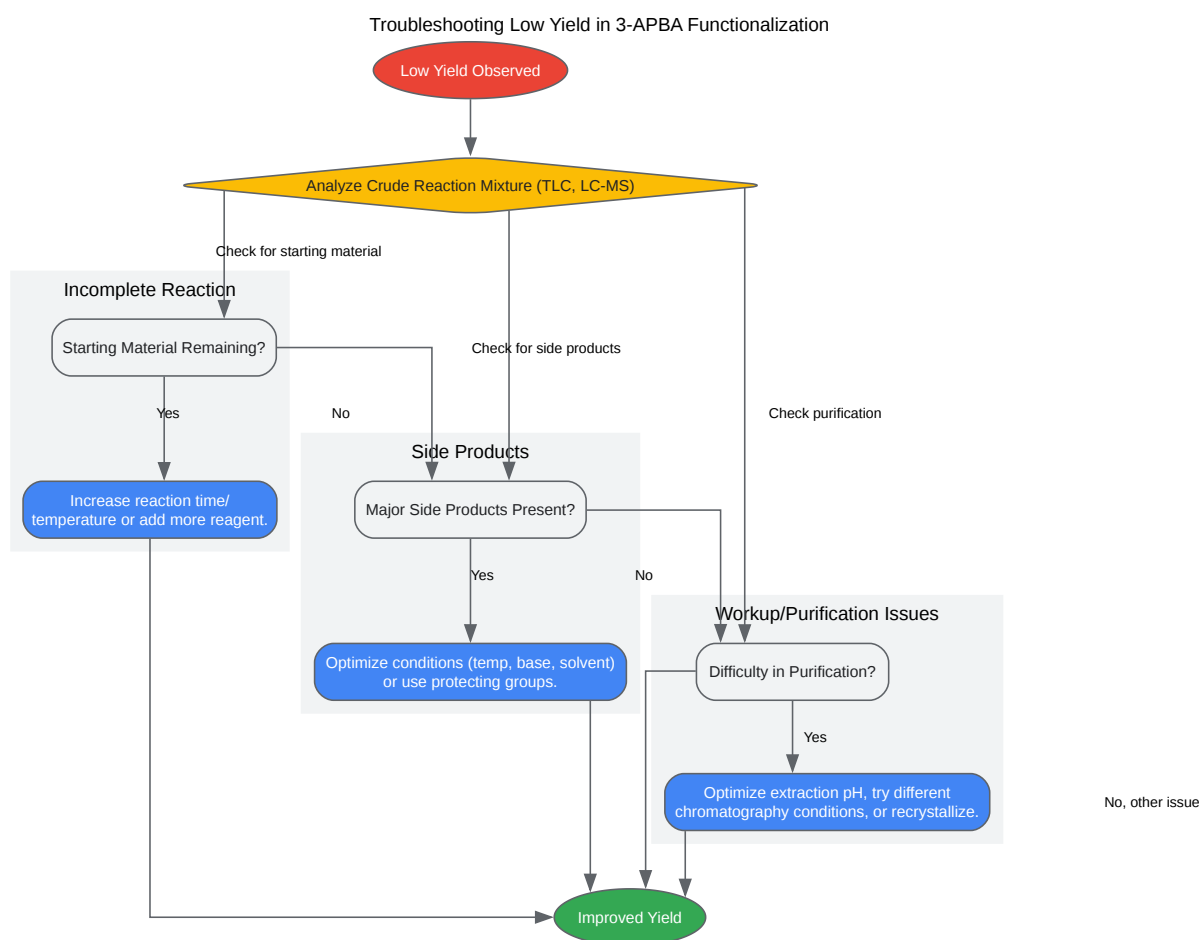 Troubleshooting Low Yield in 3-APBA Functionalization
Low Yield Observed
Analyze Crude Reaction Mixture (TLC, LC-MS)
Check for starting material
Incomplete Reaction
Starting Material Remaining?
Check for side products
Yes
No
Check purification
Side Products
Increase reaction time/
temperature or add more reagent.
Major Side Products Present?
Yes
No
Workup/Purification Issues
Optimize conditions (temp, base, solvent)
or use protecting groups.
Difficulty in Purification?
Yes
Optimize extraction pH, try different
chromatography conditions, or recrystallize.
No, other issue
Improved Yield